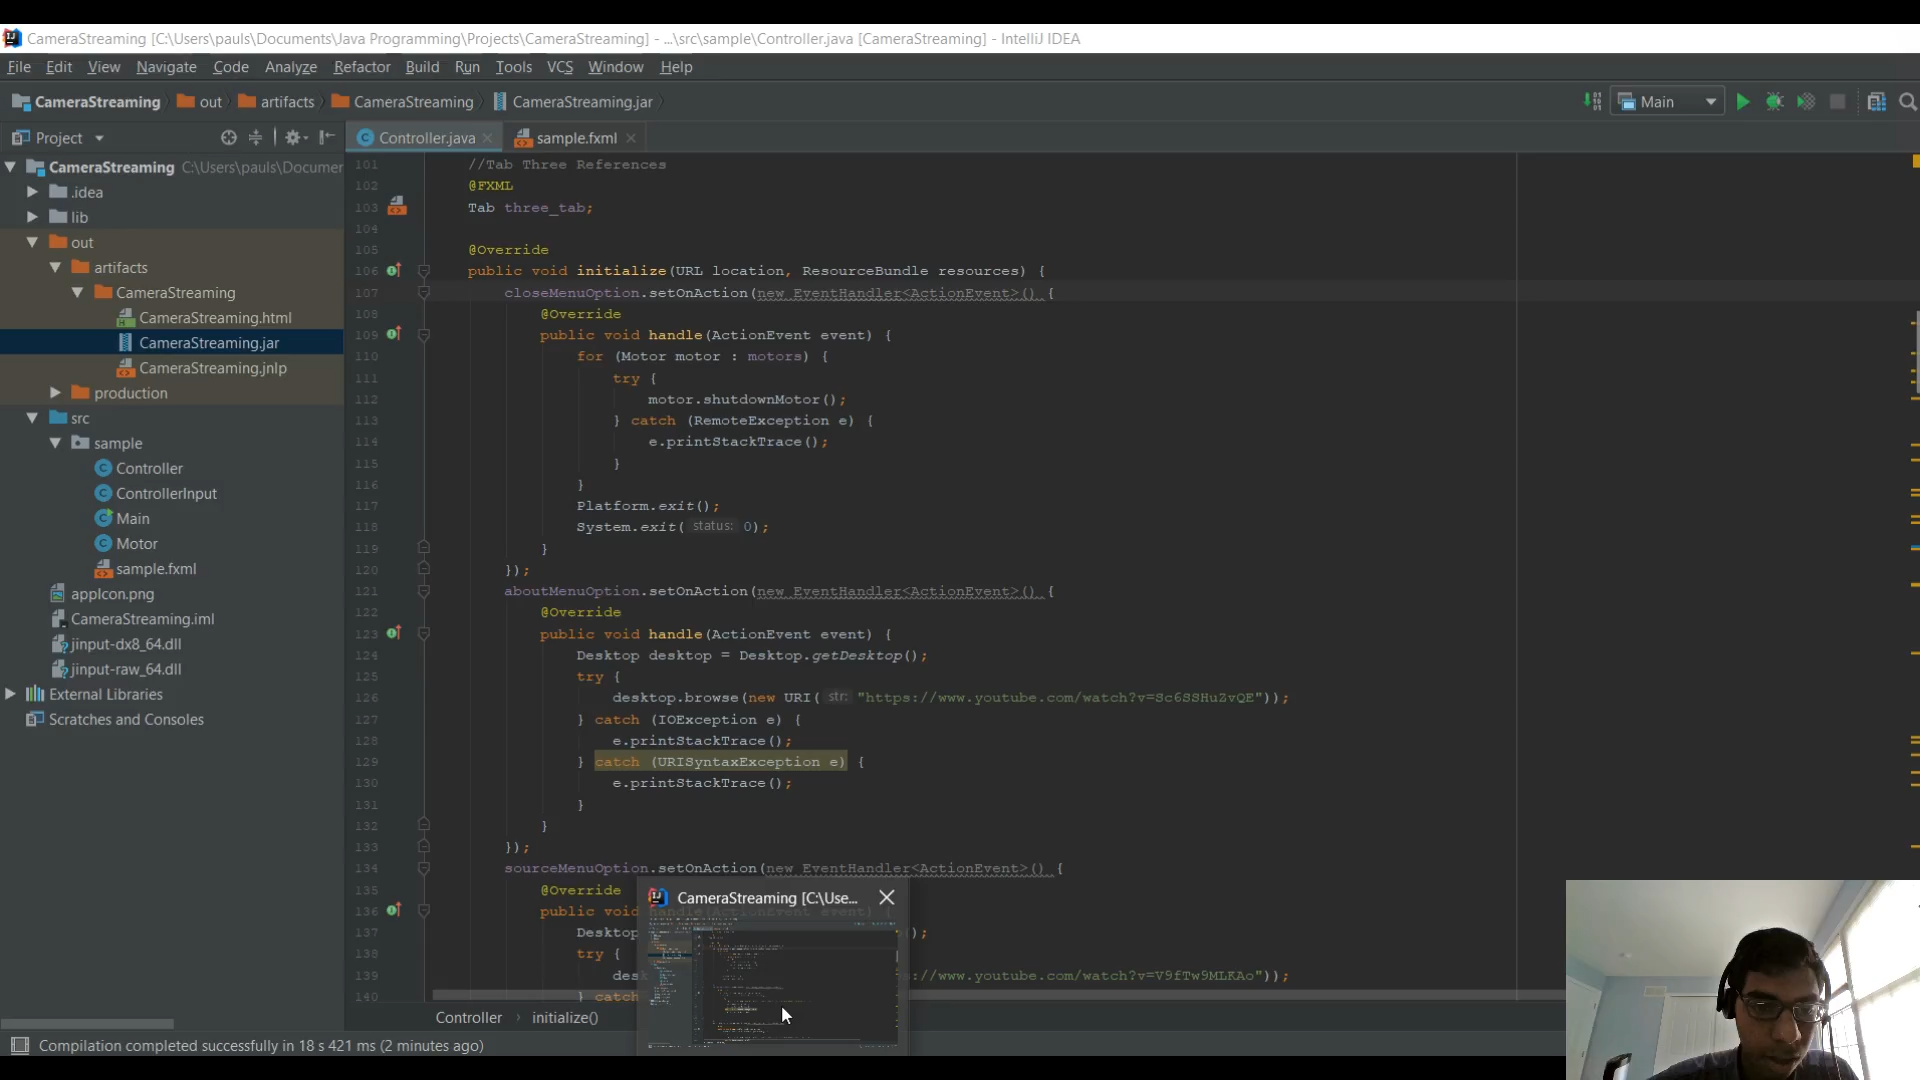 CameraStreaming [C:\Users\pauls\Documents\Java Programming\Projects\CameraStreaming] - ...\src\sample\Controller.java [CameraStreaming] - IntelliJ IDEA
File Edit View Navigate Code Analyze Refactor Build Run Tools VCS Window Help
CameraStreaming out artifacts CameraStreaming CameraStreaming.jar Main
Project Controller.java sample.fxml
CameraStreaming C:\Users\pauls\Documer
.idea
lib
out
artifacts
CameraStreaming
CameraStreaming.html
CameraStreaming.jar
CameraStreaming.jnlp
production
src
sample
Controller
ControllerInput
Main
Motor
sample.fxml
appIcon.png
CameraStreaming.iml
jinput-dx8_64.dll
jinput-raw_64.dll
External Libraries
Scratches and Consoles
101 //Tab Three References
102 @FXML
103 Tab three_tab;
104
105 @Override
106 public void initialize(URL location, ResourceBundle resources) {
107 closeMenuOption.setOnAction(new EventHandler<ActionEvent>() {
108 @Override
109 public void handle(ActionEvent event) {
110 for (Motor motor : motors) {
111 try {
112 motor.shutdownMotor();
113 } catch (RemoteException e) {
114 e.printStackTrace();
115 }
116 }
117 Platform.exit();
118 System.exit( status: 0);
119 }
120 });
121 aboutMenuOption.setOnAction(new EventHandler<ActionEvent>() {
122 @Override
123 public void handle(ActionEvent event) {
124 Desktop desktop = Desktop.getDesktop();
125 try {
126 desktop.browse(new URI( str: "https://www.youtube.com/watch?v=Sc6SSHuZvQE"));
127 } catch (IOException e) {
128 e.printStackTrace();
129 } catch (URISyntaxException e) {
130 e.printStackTrace();
131 }
132 }
133 });
134 sourceMenuOption.setOnAction(new EventHandler<ActionEvent>() {
135 @Override
136 public void handle(ActionEvent event) {
137 Desktop );
138 try {
139 desk ://www.youtube.com/watch?v=V9fTw9MLKAo"));
140 } catch
CameraStreaming [C:\Use...
Controller initialize()
Compilation completed successfully in 18 s 421 ms (2 minutes ago)